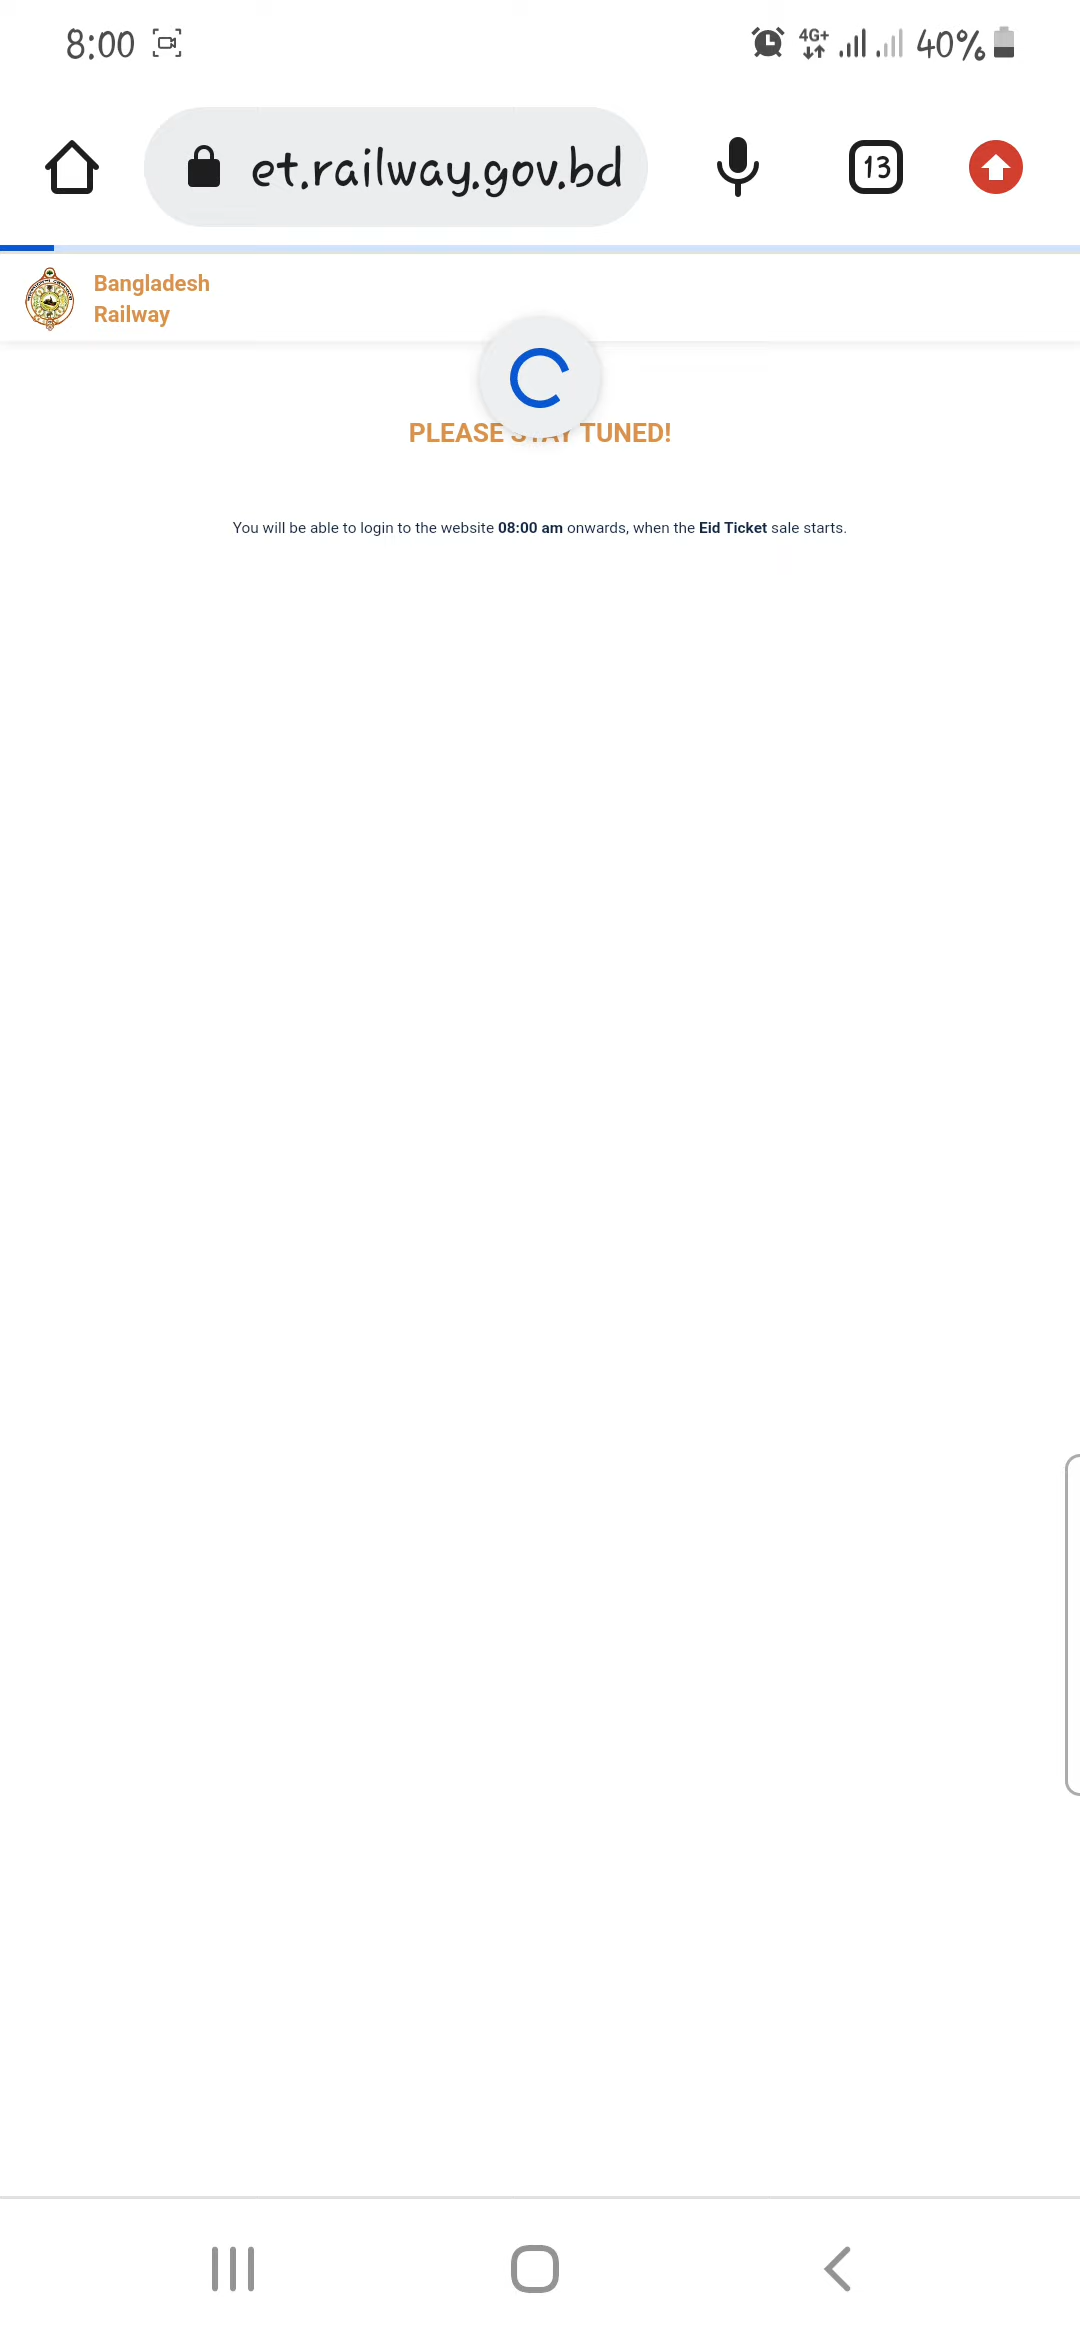 8:00
4G+
40%
et.railway.gov.bd
13
Bangladesh
Railway
PLEASE STAY TUNED!
You will be able to login to the website 08:00 am onwards, when the Eid Ticket sale starts.